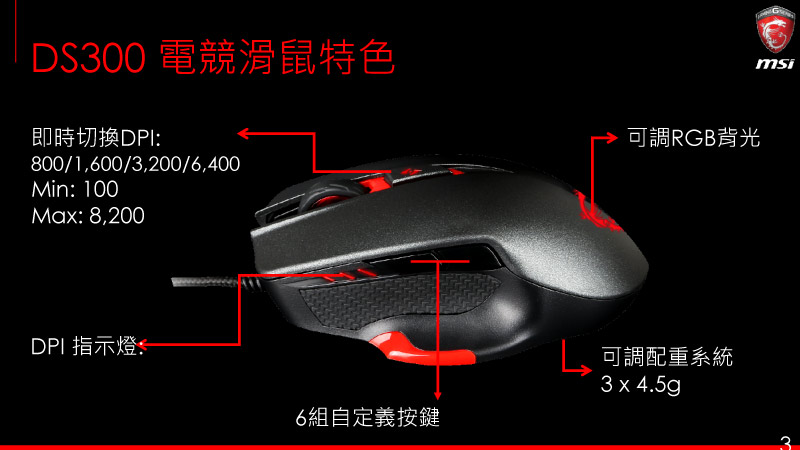 DS300 電競滑鼠特色
msi
即時切換DPI:
800/1,600/3,200/6,400
Min: 100
Max: 8,200
可調RGB背光
DPI 指示燈:
可調配重系統
3 x 4.5g
6組自定義按鍵
3